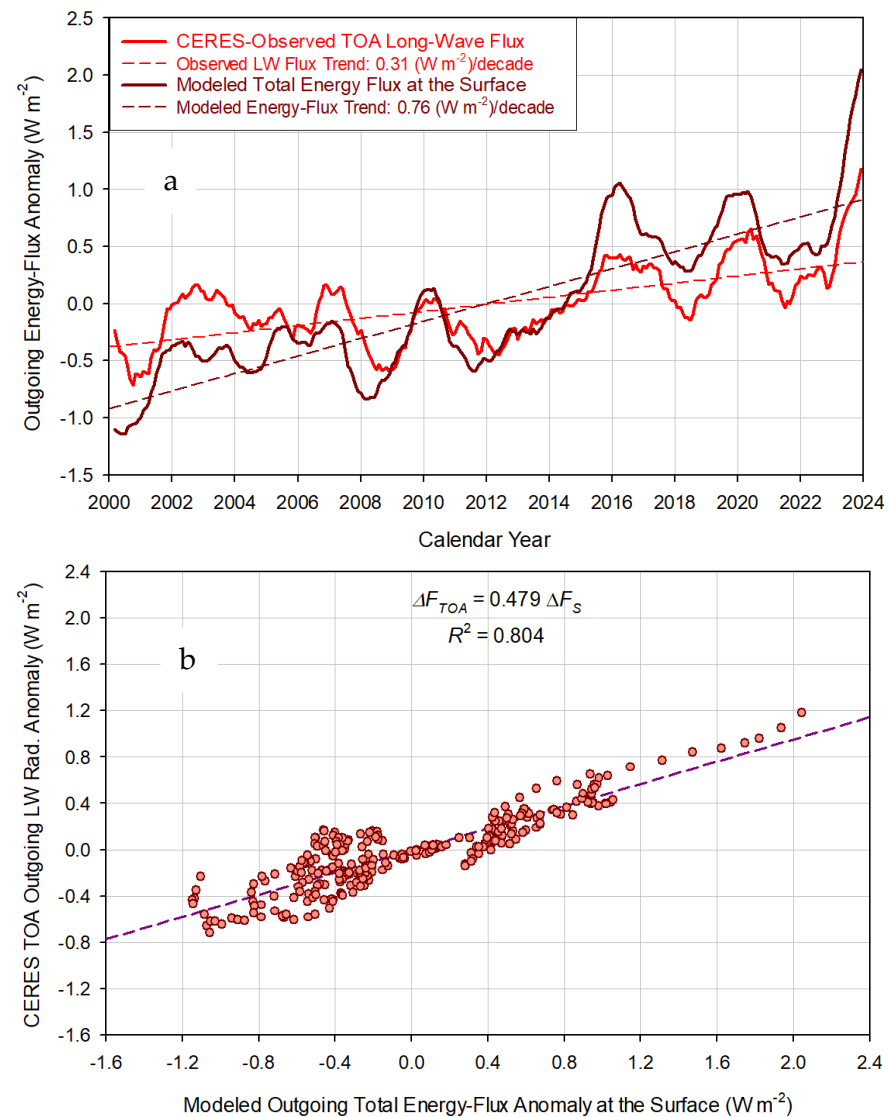 CERES-Observed TOA Long-Wave Flux
Observed LW Flux Trend: 0.31 (W m-2)/decade
Modeled Total Energy Flux at the Surface
Modeled Energy-Flux Trend: 0.76 (W m-2)/decade
a
Outgoing Energy-Flux Anomaly (W m-2)
2.5
2.0
1.5
1.0
0.5
0.0
-0.5
-1.0
-1.5
2000 2002 2004 2006 2008 2010 2012 2014 2016 2018 2020 2022 2024
Calendar Year
ΔFTOA = 0.479 ΔFS
R2 = 0.804
b
CERES TOA Outgoing LW Rad. Anomaly (W m-2)
2.4
2.0
1.6
1.2
0.8
0.4
0.0
-0.4
-0.8
-1.2
-1.6
-1.6 -1.2 -0.8 -0.4 0.0 0.4 0.8 1.2 1.6 2.0 2.4
Modeled Outgoing Total Energy-Flux Anomaly at the Surface (W m-2)